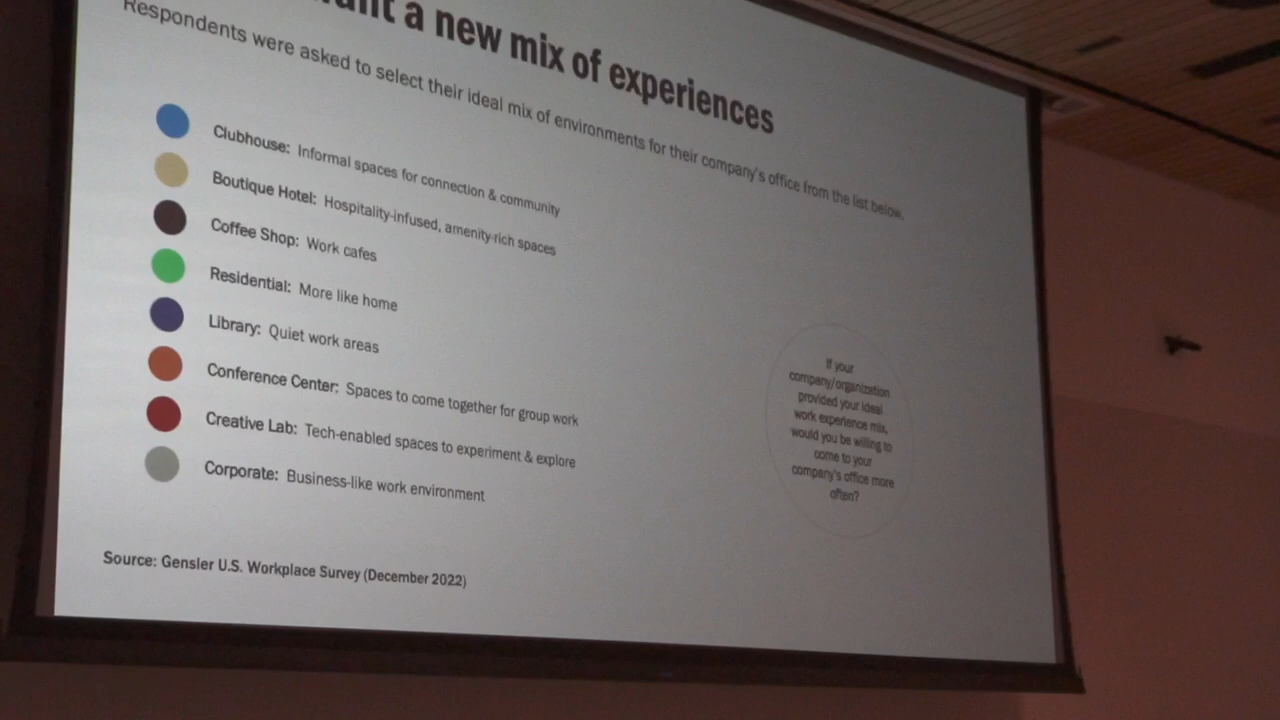 a new mix of experiences
Respondents were asked to select their ideal mix of environments for their company's office from the list below.
Clubhouse: Informal spaces for connection & community
Boutique Hotel: Hospitality-infused, amenity-rich spaces
Coffee Shop: Work cafes
Residential: More like home
Library: Quiet work areas
Conference Center: Spaces to come together for group work
Creative Lab: Tech-enabled spaces to experiment & explore
Corporate: Business-like work environment
If your
company/organization
provided your ideal
work experience mix,
would you be willing to
come to your
company's office more
often?
Source: Gensler U.S. Workplace Survey (December 2022)